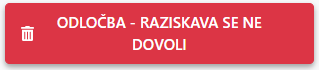 ODLOČBA - RAZISKAVA SE NE
DOVOLI